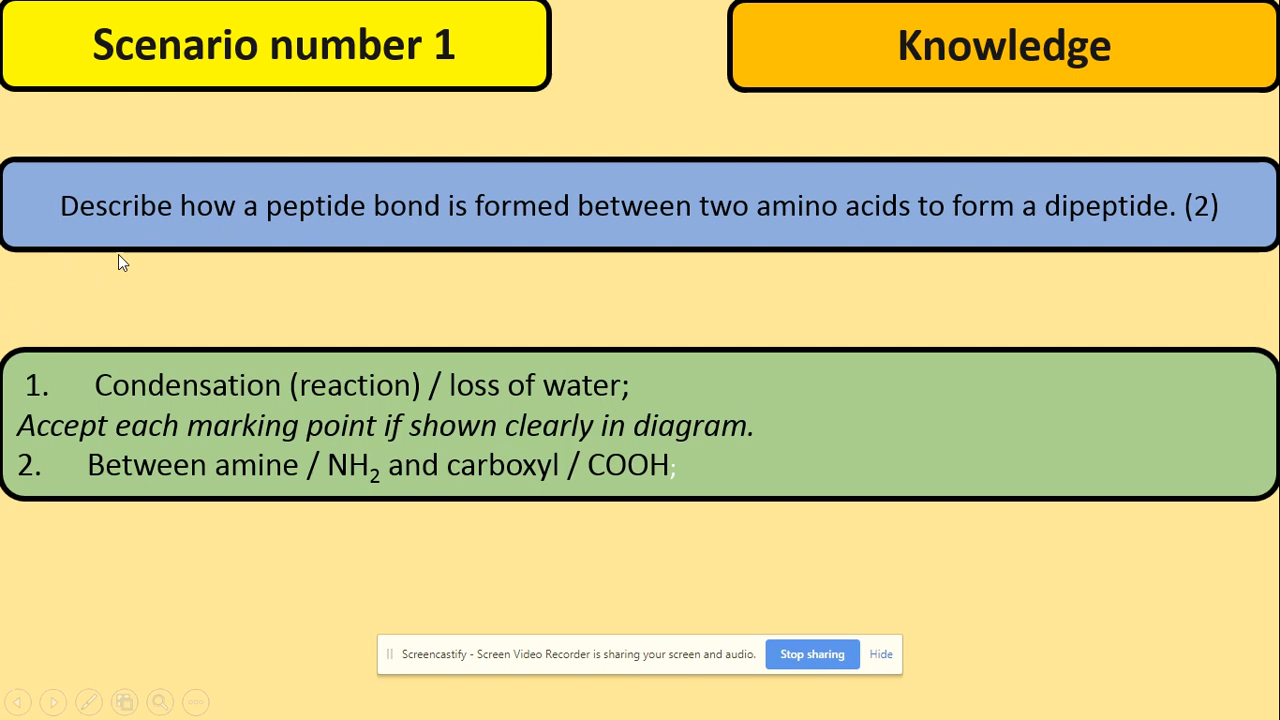 Scenario number 1
Knowledge
Describe how a peptide bond is formed between two amino acids to form a dipeptide. (2)
1. Condensation (reaction) / loss of water;
Accept each marking point if shown clearly in diagram.
2. Between amine / NH₂ and carboxyl / COOH;
Screencastify - Screen Video Recorder is sharing your screen and audio. Stop sharing Hide